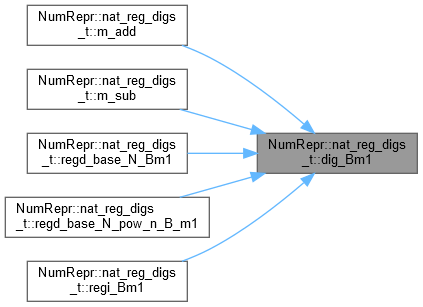 NumRepr::nat_reg_digs
_t::m_add
NumRepr::nat_reg_digs
_t::m_sub
NumRepr::nat_reg_digs
_t::regd_base_N_Bm1
NumRepr::nat_reg_digs
_t::regd_base_N_pow_n_B_m1
NumRepr::nat_reg_digs
_t::regi_Bm1
NumRepr::nat_reg_digs
_t::dig_Bm1